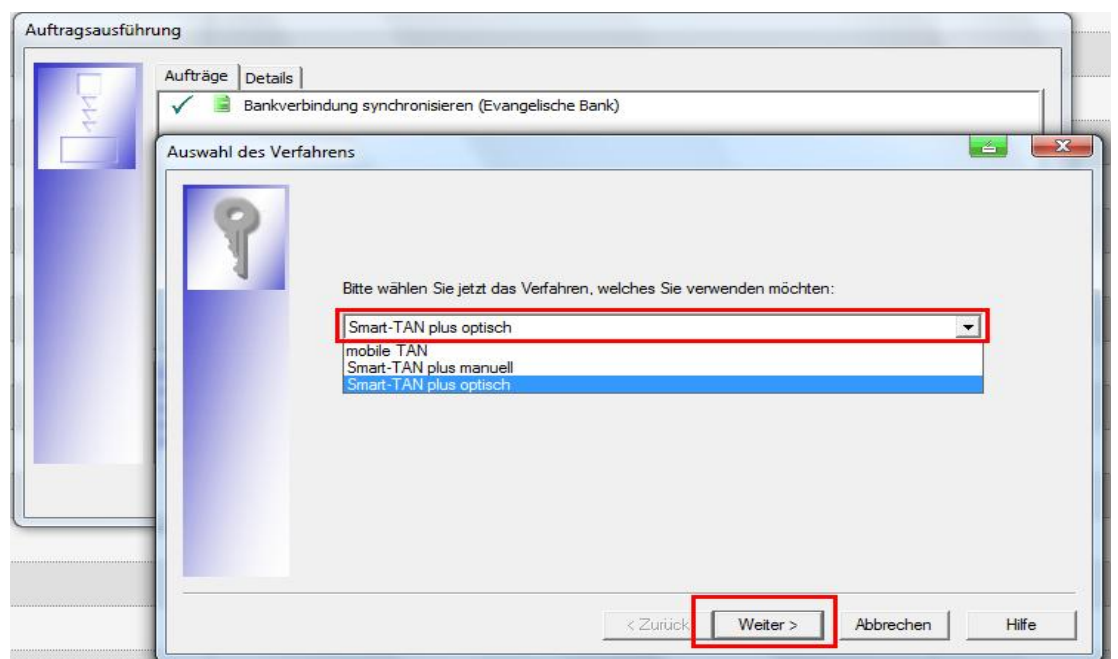 Auftragsausführung
Aufträge Details
Bankverbindung synchronisieren (Evangelische Bank)
Auswahl des Verfahrens
Bitte wählen Sie jetzt das Verfahren, welches Sie verwenden möchten:
Smart-TAN plus optisch
mobile TAN
Smart-TAN plus manuell
Smart-TAN plus optisch
< Zurück Weiter > Abbrechen Hilfe